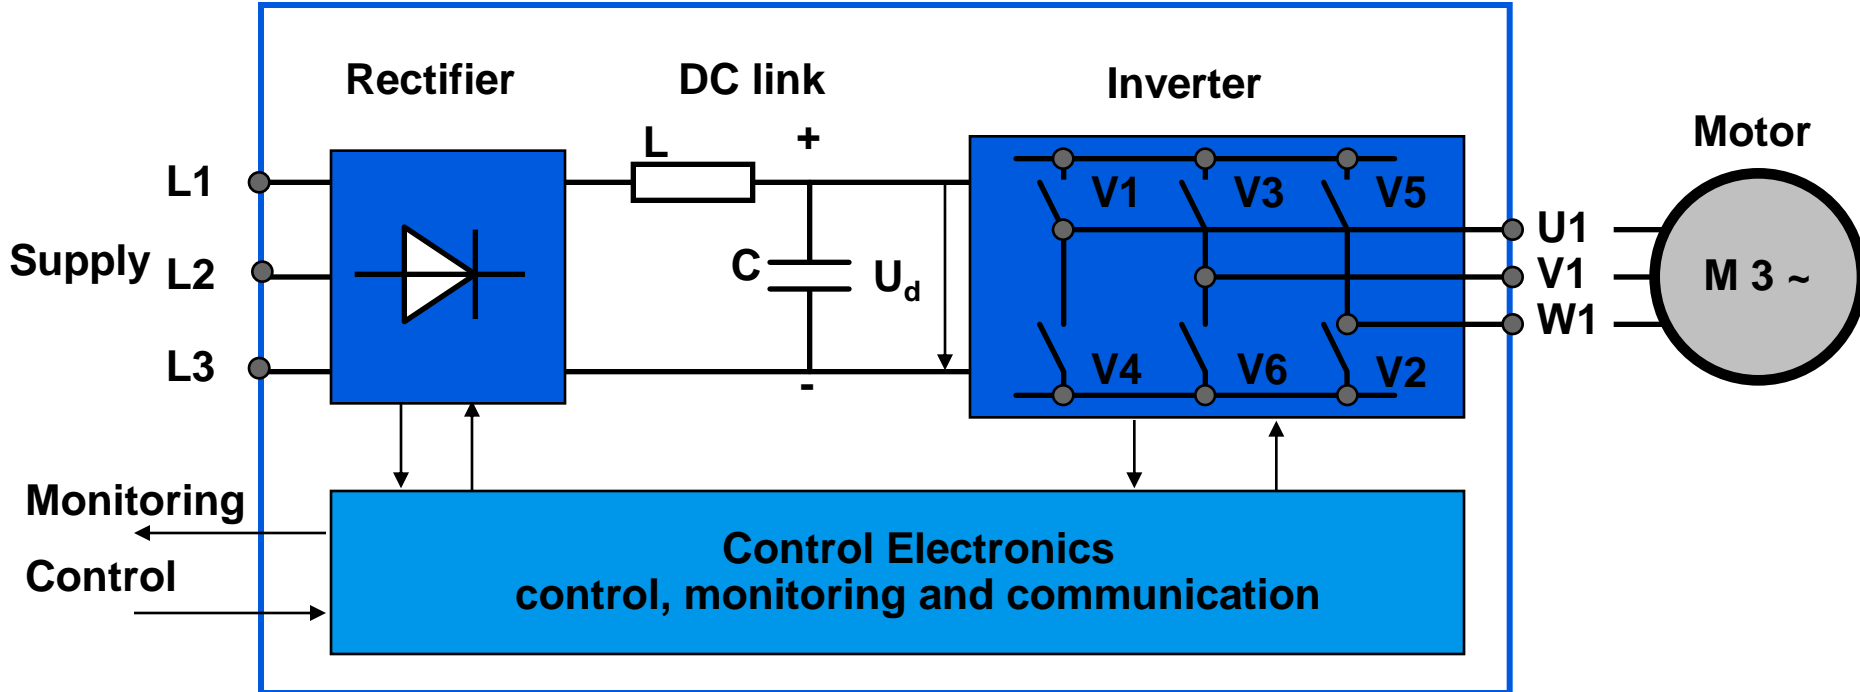 Rectifier
DC link
Inverter
Motor
L
+
L1
V1
V3
V5
U1
Supply
L2
C
Ud
V1
M 3 ~
W1
L3
-
V4
V6
V2
Monitoring
Control
Control Electronics
control, monitoring and communication